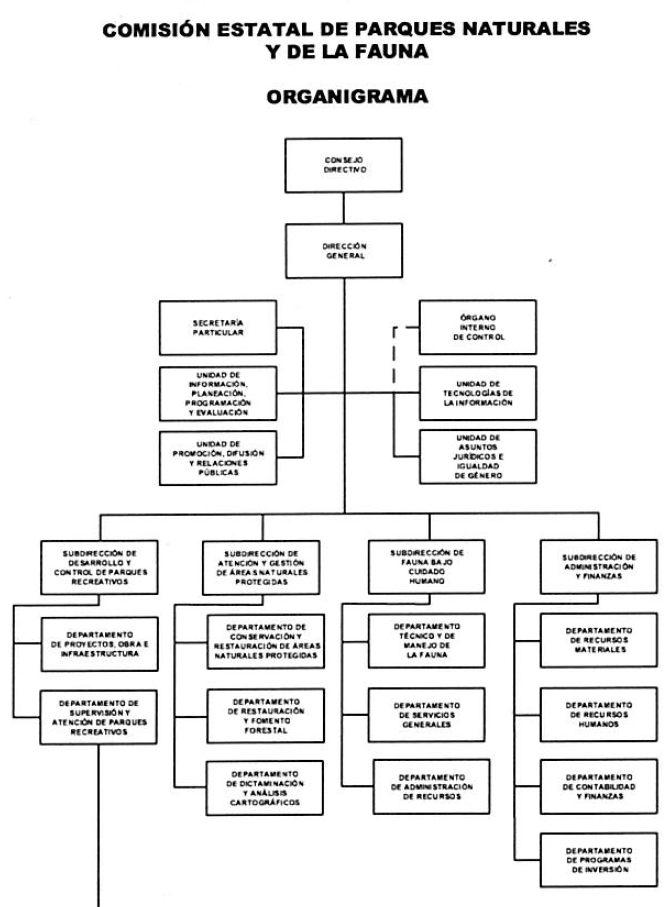 COMISIÓN ESTATAL DE PARQUES NATURALES
Y DE LA FAUNA
ORGANIGRAMA
CONSEJO
DIRECTIVO
DIRECCIÓN
GENERAL
SECRETARÍA
PARTICULAR
ÓRGANO
INTERNO
DE CONTROL
UNIDAD DE
INFORMACIÓN,
PLANEACIÓN,
PROGRAMACIÓN
Y EVALUACIÓN
UNIDAD DE
TECNOLOGÍAS DE
LA INFORMACIÓN
UNIDAD DE
PROMOCIÓN, DIFUSIÓN
Y RELACIONES
PÚBLICAS
UNIDAD DE
ASUNTOS
JURÍDICOS E
IGUALDAD
DE GÉNERO
SUBDIRECCIÓN DE
DESARROLLO Y
CONTROL DE PARQUES
RECREATIVOS
SUBDIRECCIÓN DE
ATENCIÓN Y GESTIÓN
DE ÁREAS NATURALES
PROTEGIDAS
SUBDIRECCIÓN DE
FAUNA BAJO
CUIDADO
HUMANO
SUBDIRECCIÓN DE
ADMINISTRACIÓN
Y FINANZAS
DEPARTAMENTO
DE PROYECTOS, OBRA E
INFRAESTRUCTURA
DEPARTAMENTO DE
CONSERVACIÓN Y
RESTAURACIÓN DE ÁREAS
NATURALES PROTEGIDAS
DEPARTAMENTO
TÉCNICO Y DE
MANEJO DE
LA FAUNA
DEPARTAMENTO
DE RECURSOS
MATERIALES
DEPARTAMENTO DE
SUPERVISIÓN Y
ATENCIÓN DE PARQUES
RECREATIVOS
DEPARTAMENTO
DE RESTAURACIÓN
Y FOMENTO
FORESTAL
DEPARTAMENTO
DE SERVICIOS
GENERALES
DEPARTAMENTO
DE RECURSOS
HUMANOS
DEPARTAMENTO
DE DICTAMINACIÓN
Y ANÁLISIS
CARTOGRÁFICOS
DEPARTAMENTO
DE ADMINISTRACIÓN
DE RECURSOS
DEPARTAMENTO
DE CONTABILIDAD
Y FINANZAS
DEPARTAMENTO
DE PROGRAMAS
DE INVERSIÓN